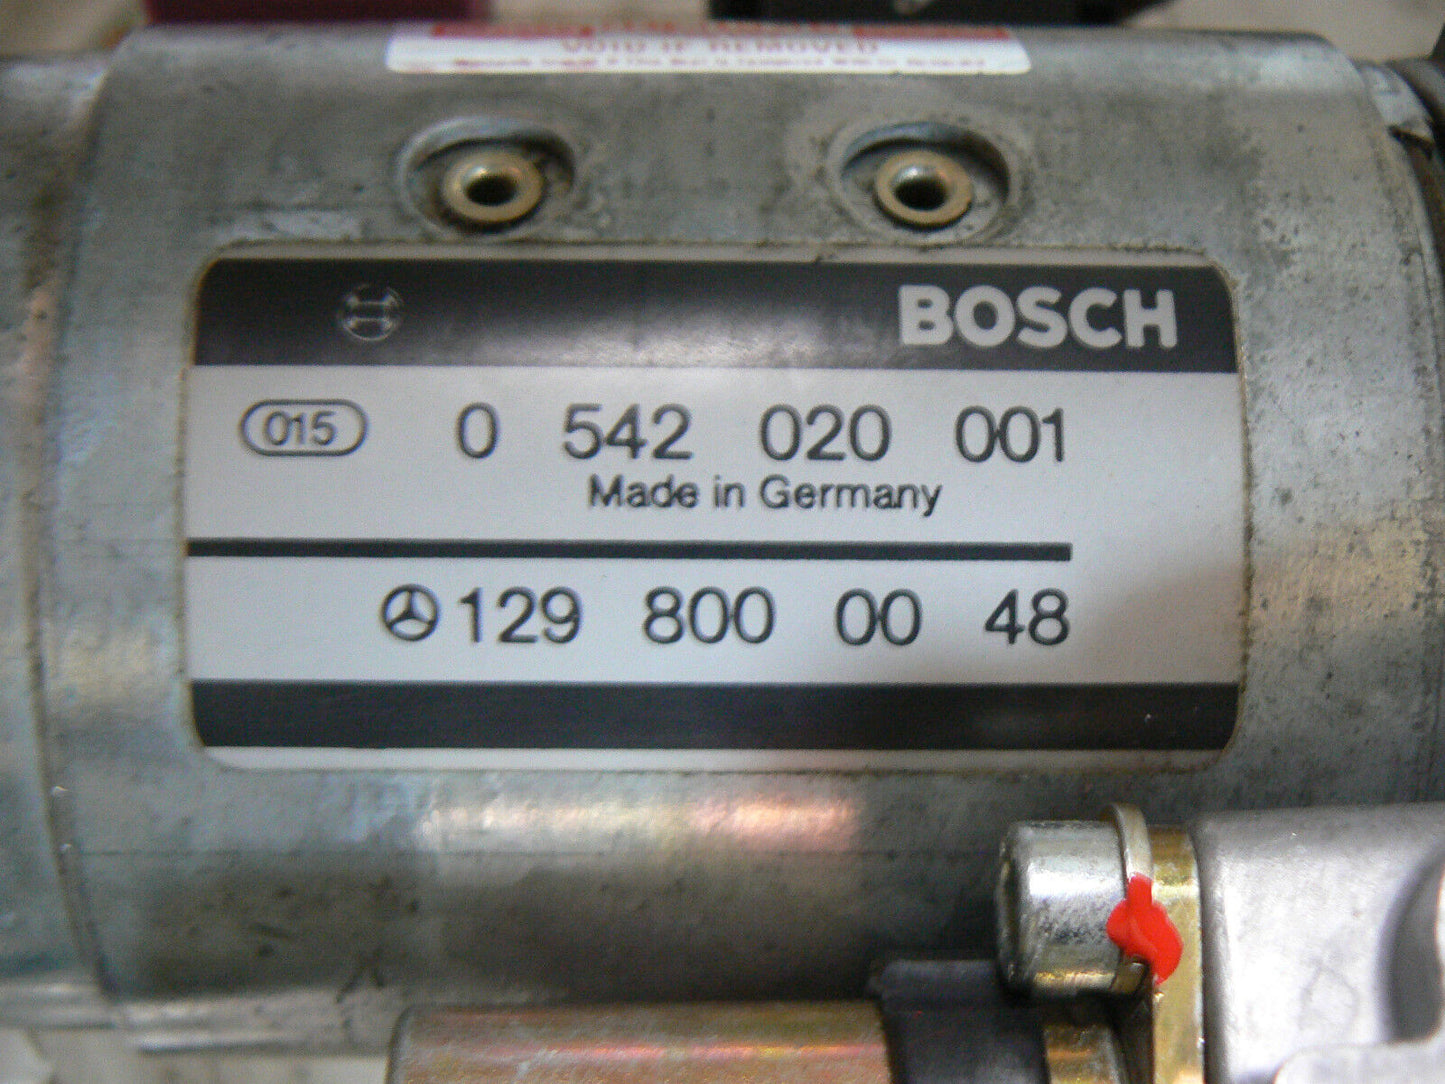 VOID IF REMOVED
BOSCH
015 0 542 020 001
Made in Germany
129 800 00 48